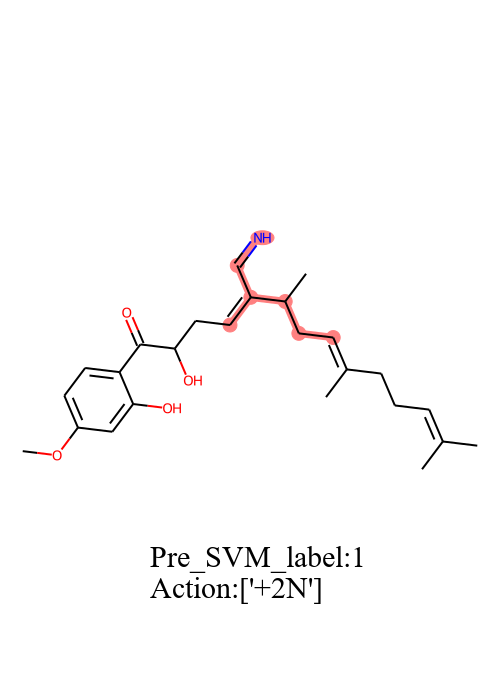 NH
O
OH
OH
O
Pre_SVM_label:1
Action:['+2N']